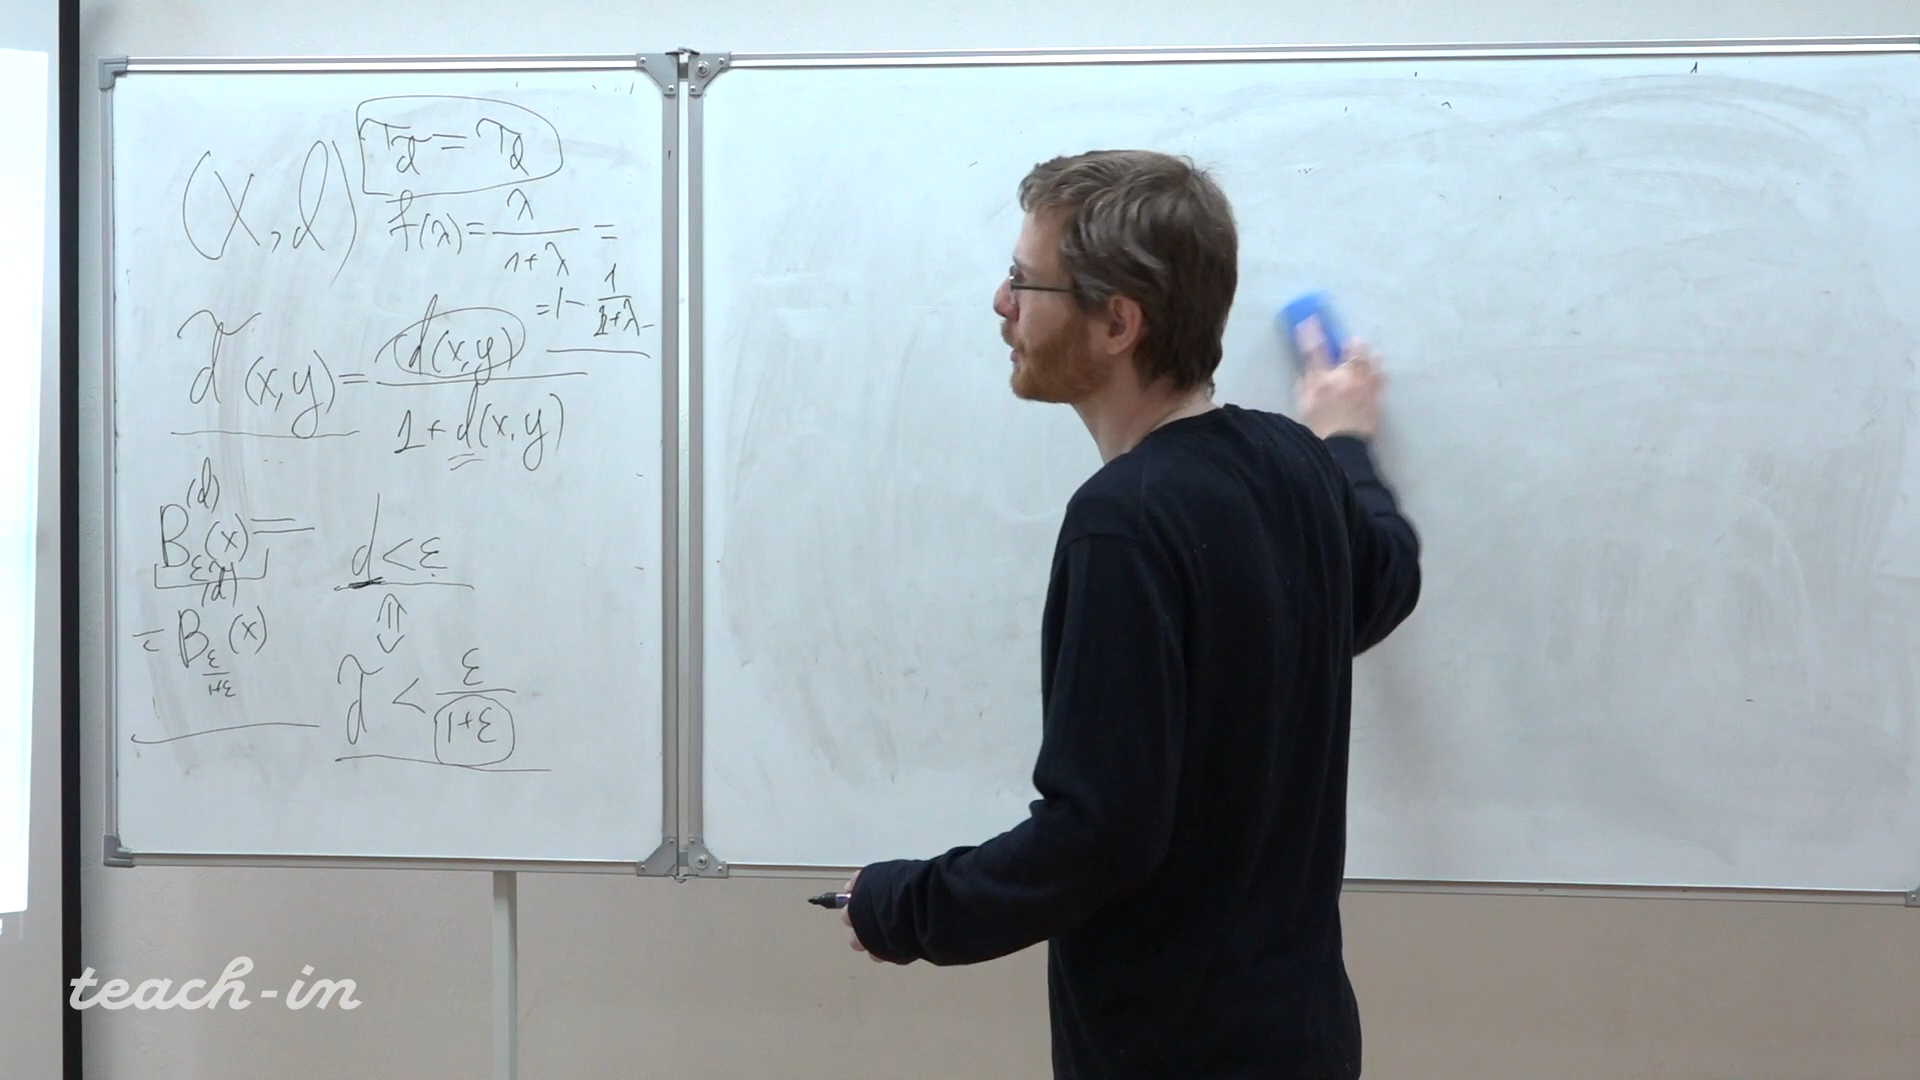 (X, d)
τ_d̃ = τ_d
f(λ) = λ/(1+λ) =
= 1 − 1/(1+λ)
d̃(x,y) = d(x,y)/(1 + d(x,y))
B_ε^(d)(x) =
= B_{ε/(ε+1)}^(d̃)(x)
d < ε
⇕
d̃ < ε/(1+ε)
teach-in